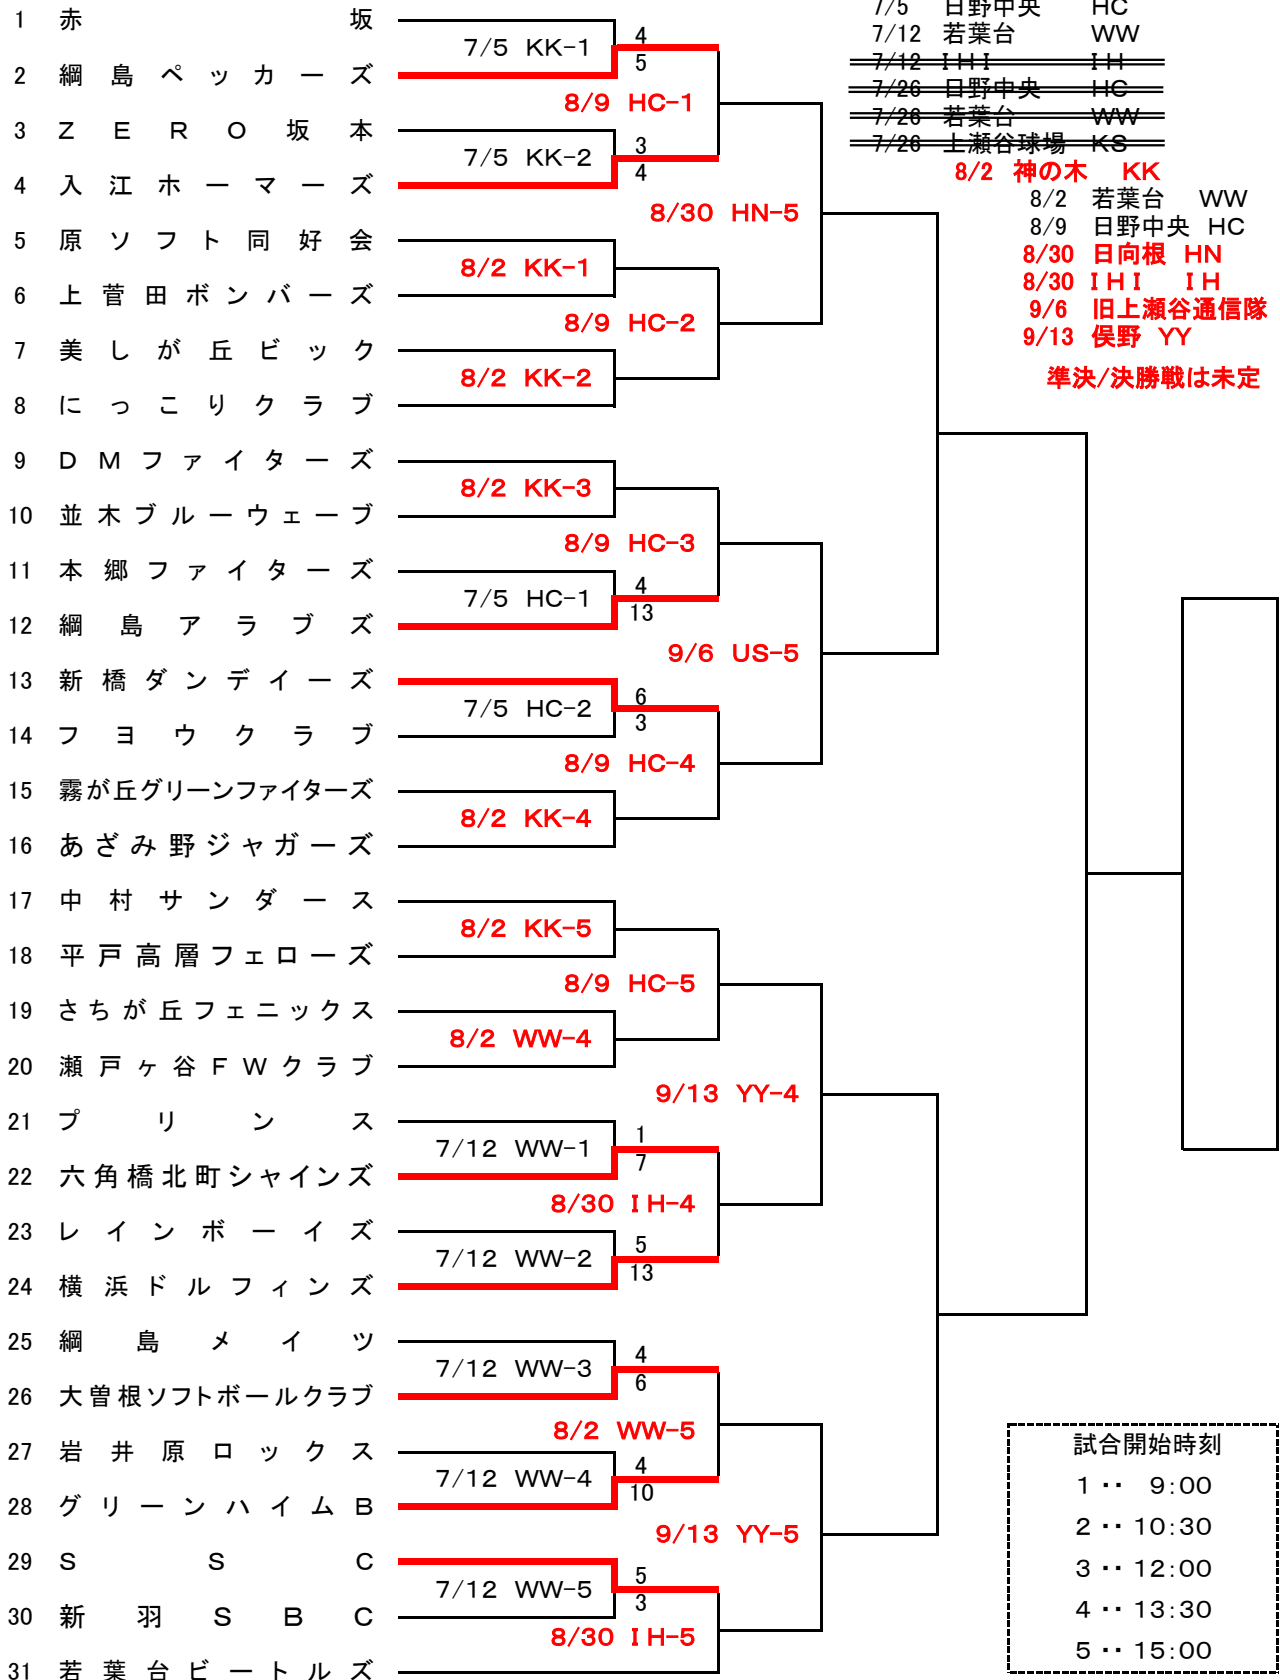 7/5 日野中央 HC
1 赤坂
7/12 若葉台 WW
7/5 KK-1
4
5
7/12 IHI IH
2 綱島ペッカーズ
7/26 日野中央 HC
8/9 HC-1
7/26 若葉台 WW
3 ZERO坂本
7/26 上瀬谷球場 KS
7/5 KK-2
3
4
8/2 神の木 KK
4 入江ホーマーズ
8/2 若葉台 WW
8/30 HN-5
8/9 日野中央 HC
5 原ソフト同好会
8/30 日向根 HN
8/2 KK-1
8/30 IHI IH
6 上菅田ボンバーズ
9/6 旧上瀬谷通信隊
8/9 HC-2
9/13 俣野 YY
7 美しが丘ビック
8/2 KK-2
準決/決勝戦は未定
8 にっこりクラブ
9 DMファイターズ
8/2 KK-3
10 並木ブルーウェーブ
8/9 HC-3
11 本郷ファイターズ
7/5 HC-1
4
13
12 綱島アラブズ
9/6 US-5
13 新橋ダンデイーズ
7/5 HC-2
6
3
14 フヨウクラブ
8/9 HC-4
15 霧が丘グリーンファイターズ
8/2 KK-4
16 あざみ野ジャガーズ
17 中村サンダース
8/2 KK-5
18 平戸高層フェローズ
8/9 HC-5
19 さちが丘フェニックス
8/2 WW-4
20 瀬戸ヶ谷FWクラブ
9/13 YY-4
21 プリンス
7/12 WW-1
1
7
22 六角橋北町シャインズ
8/30 IH-4
23 レインボーイズ
7/12 WW-2
5
13
24 横浜ドルフィンズ
25 綱島メイツ
7/12 WW-3
4
6
26 大曽根ソフトボールクラブ
8/2 WW-5
27 岩井原ロックス
7/12 WW-4
4
10
28 グリーンハイムB
9/13 YY-5
29 SSC
7/12 WW-5
5
3
30 新羽SBC
8/30 IH-5
31 若葉台ビートルズ
試合開始時刻
1‥ 9:00
2‥10:30
3‥12:00
4‥13:30
5‥15:00